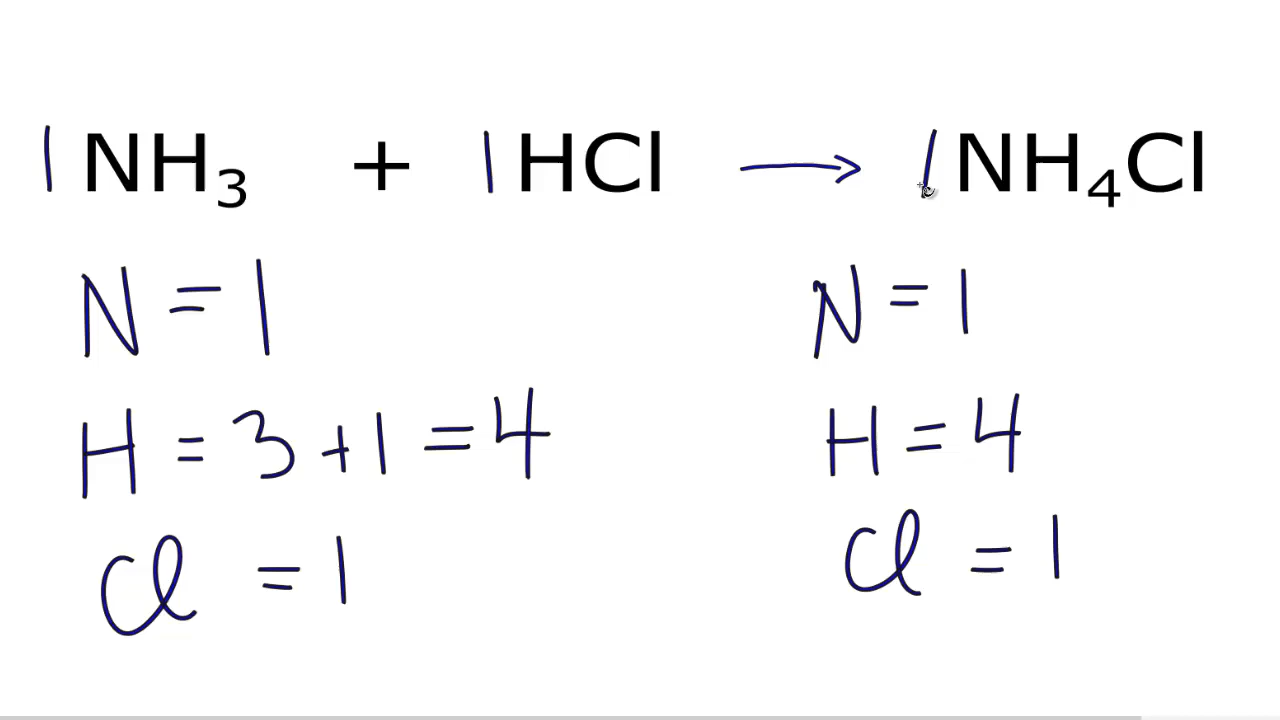 1 NH₃ + 1 HCl → 1 NH₄Cl
N = 1 N = 1
H = 3 + 1 = 4 H = 4
Cl = 1 Cl = 1